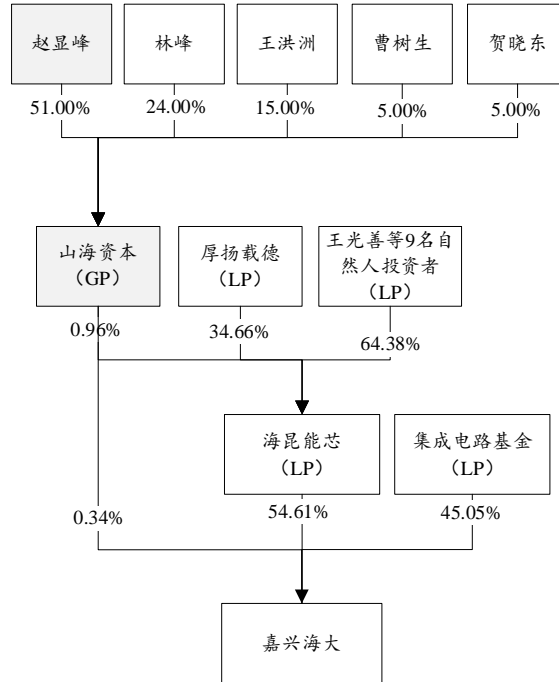 赵显峰
林峰
王洪洲
曹树生
贺晓东
51.00%
24.00%
15.00%
5.00%
5.00%
山海资本
（GP）
厚扬载德
（LP）
王光善等9名自
然人投资者
（LP）
0.96%
34.66%
64.38%
海昆能芯
（LP）
集成电路基金
（LP）
0.34%
54.61%
45.05%
嘉兴海大